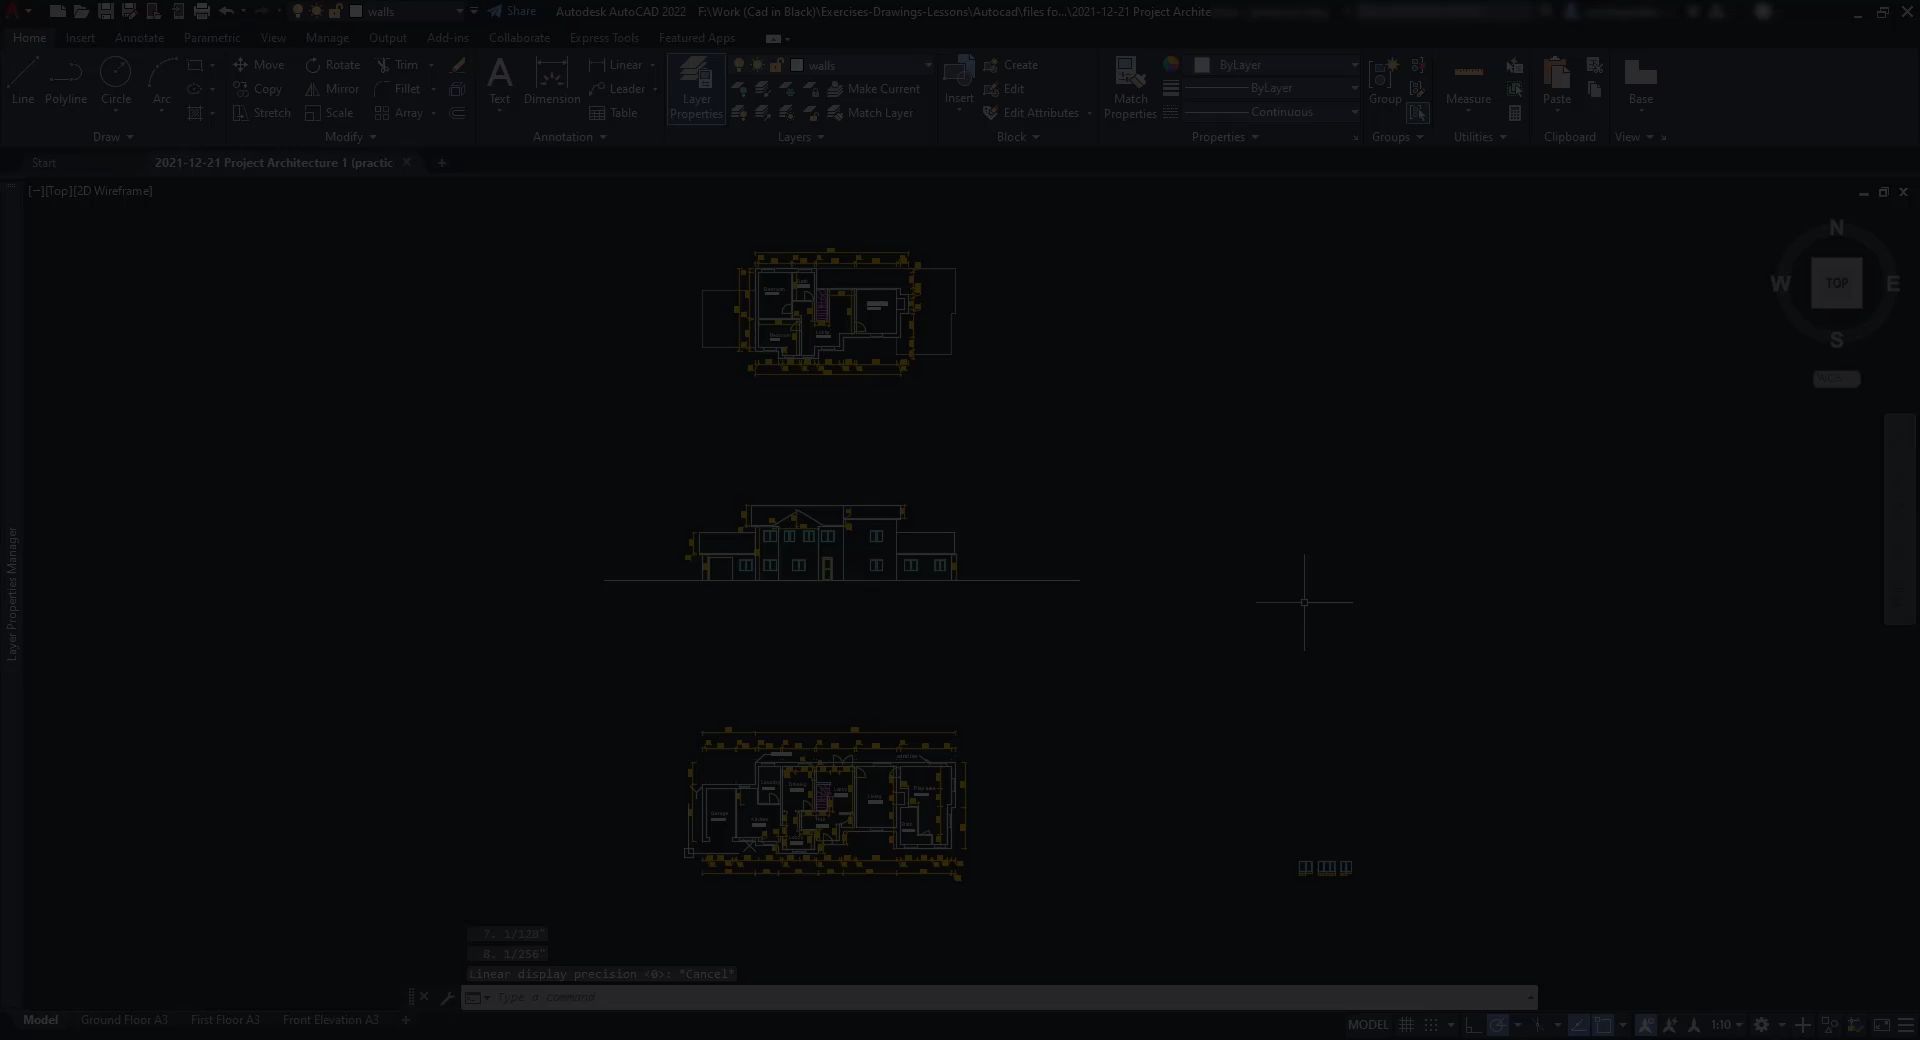 walls
Share
Autodesk AutoCAD 2022 F:\Work (Cad in Black)\Exercises-Drawings-Lessons\Autocad\files fo...\2021-12-21 Project Archite
Home Insert Annotate Parametric View Manage Output Add-ins Collaborate Express Tools Featured Apps
Line Polyline Circle Arc
Draw
Move Rotate Trim
Copy Mirror Fillet
Stretch Scale Array
Modify
Text Dimension
Linear
Leader
Table
Annotation
Layer
Properties
walls
Make Current
Match Layer
Layers
Insert
Create
Edit
Edit Attributes
Block
Match
Properties
ByLayer
ByLayer
Continuous
Properties
Group
Groups
Measure
Utilities
Paste
Clipboard
Base
View
Start
2021-12-21 Project Architecture 1 (practic
[−][Top][2D Wireframe]
N
W TOP E
S
Layer Properties Manager
7. 1/128"
8. 1/256"
Linear display precision <0>: *Cancel*
Type a command
Model Ground Floor A3 First Floor A3 Front Elevation A3
MODEL 1:10